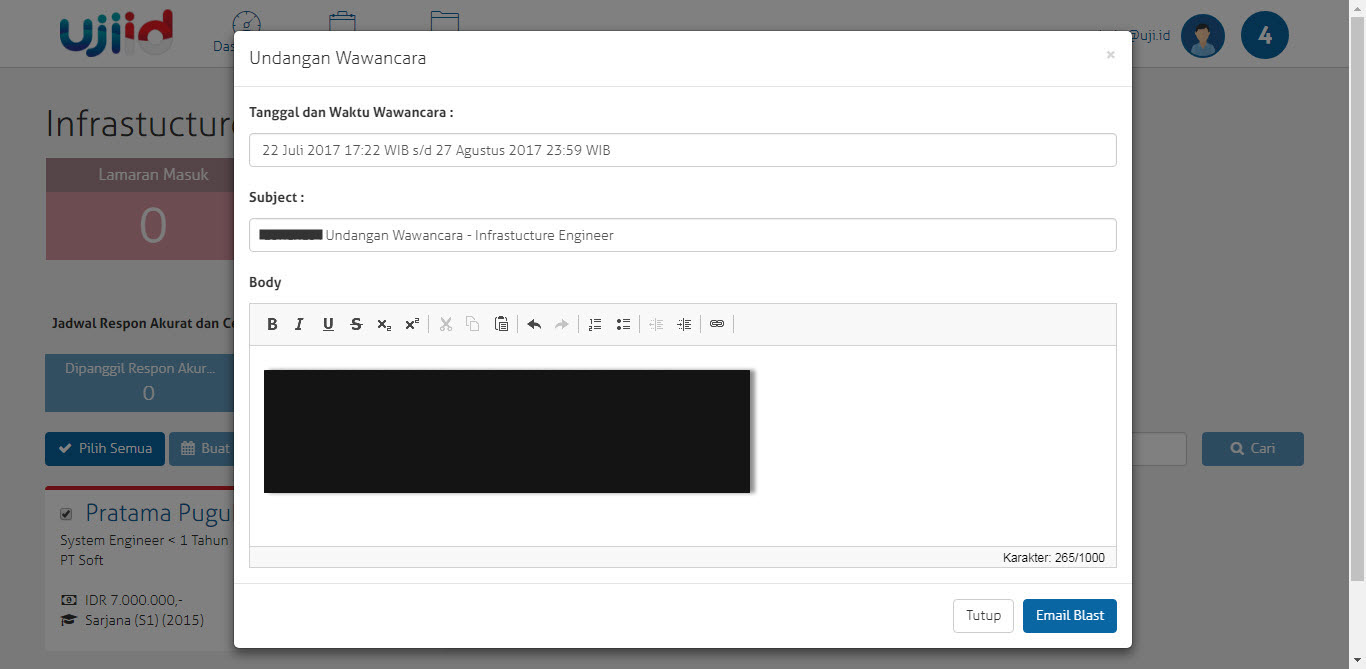 ujiid
Das
@uji.id
4
Undangan Wawancara
×
Infrastuctur
Tanggal dan Waktu Wawancara :
22 Juli 2017 17:22 WIB s/d 27 Agustus 2017 23:59 WIB
Lamaran Masuk
0
Subject :
Undangan Wawancara - Infrastucture Engineer
Body
B I U S x₂ x²
Jadwal Respon Akurat dan Ce
Dipanggil Respon Akur...
0
Pilih Semua
Buat
Cari
Pratama Pugu
System Engineer < 1 Tahun
PT Soft
IDR 7.000.000,-
Sarjana (S1) (2015)
Karakter: 265/1000
Tutup
Email Blast